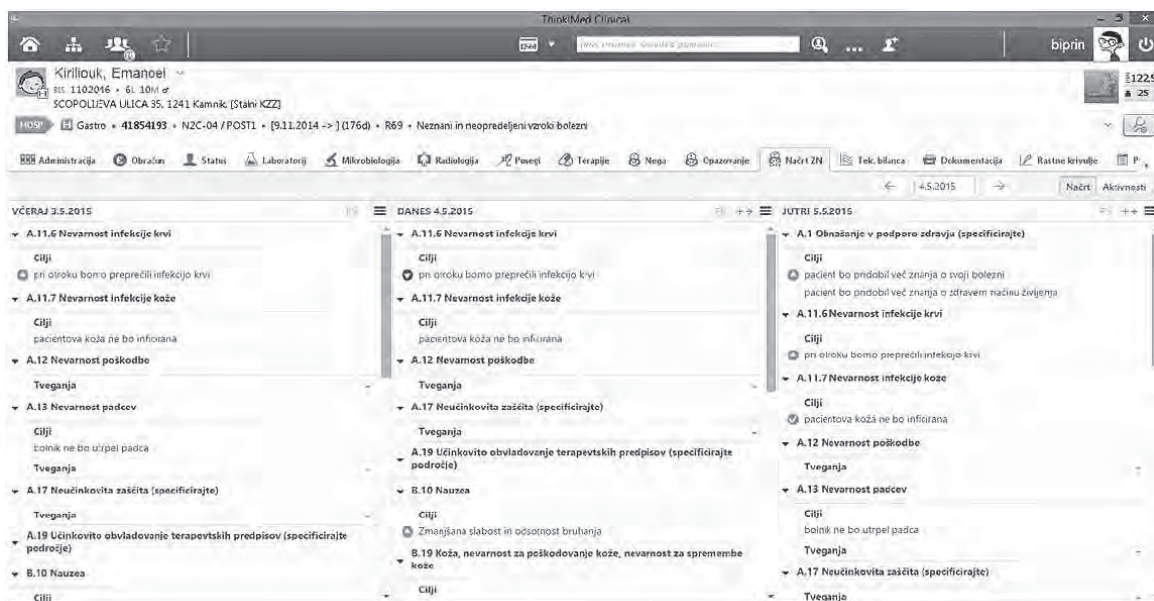 ThinkMed Clinical
biprin
Kiriliouk, Emanoel
BIS 1102046 • 6L 10M ♂
SCOPOLIJEVA ULICA 35, 1241 Kamnik, [Stalni KZZ]
25
HOSP Gastro • 41854193 • N2C-04 / POST1 • [9.11.2014 -> ] (176d) • R69 • Neznani in neopredeljeni vzroki bolezni
Administracija Obračun Status Laboratorij Mikrobiologija Radiologija Posegi Terapije Nega Opazovanje Načrt ZN Tek. bilanca Dokumentacija Rastne krivulje P
4.5.2015 Načrt Aktivnosti
VČERAJ 3.5.2015
A.11.6 Nevarnost infekcije krvi
Cilji
pri otroku bomo preprečili infekcijo krvi
A.11.7 Nevarnost infekcije kože
Cilji
pacientova koža ne bo inficirana
A.12 Nevarnost poškodbe
Tveganja -
A.13 Nevarnost padcev
Cilji
bolnik ne bo utrpel padca
Tveganja
A.17 Neučinkovita zaščita (specificirajte)
Tveganja -
A.19 Učinkovito obvladovanje terapevtskih predpisov (specificirajte
področje)
B.10 Nauzea
Cilji
DANES 4.5.2015
A.11.6 Nevarnost infekcije krvi
Cilji
pri otroku bomo preprečili infekcijo krvi
A.11.7 Nevarnost infekcije kože
Cilji
pacientova koža ne bo inficirana
A.12 Nevarnost poškodbe
Tveganja -
A.17 Neučinkovita zaščita (specificirajte)
Tveganja -
A.19 Učinkovito obvladovanje terapevtskih predpisov (specificirajte
področje)
B.10 Nauzea
Cilji
Zmanjšana slabost in odsotnost bruhanja
B.19 Koža, nevarnost za poškodovanje kože, nevarnost za spremembe
kože
Cilji
JUTRI 5.5.2015
A.1 Obnašanje v podporo zdravju (specificirajte)
Cilji
pacient bo pridobil več znanja o svoji bolezni
pacient bo pridobil več znanja o zdravem načinu življenja
A.11.6 Nevarnost infekcije krvi
Cilji
pri otroku bomo preprečili infekcijo krvi
A.11.7 Nevarnost infekcije kože
Cilji
pacientova koža ne bo inficirana
A.12 Nevarnost poškodbe
Tveganja -
A.13 Nevarnost padcev
Cilji
bolnik ne bo utrpel padca
Tveganja -
A.17 Neučinkovita zaščita (specificirajte)
Tveganja -